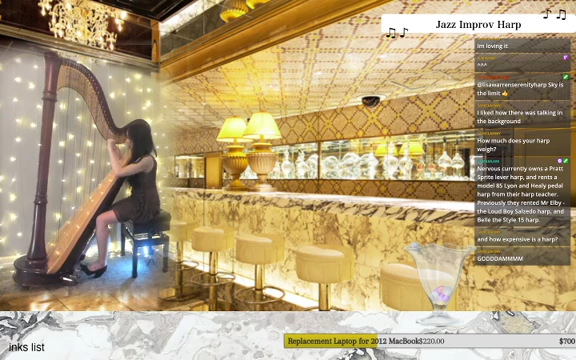 Jazz Improv Harp
im loving it
^^^
@lisawarrenserenityharp Sky is
the limit 👍
I liked how there was talking in
the background
How much does your harp
weigh?
Nervous currently owns a Pratt
Sprite lever harp, and rents a
model 85 Lyon and Healy pedal
harp from their harp teacher.
Previously they rented Mr Elby -
the Loud Boy Salzedo harp, and
Belle the Style 15 harp.
and how expensive is a harp?
GOODDAMMMM
inks list
Replacement Laptop for 2012 MacBook$220.00
$700